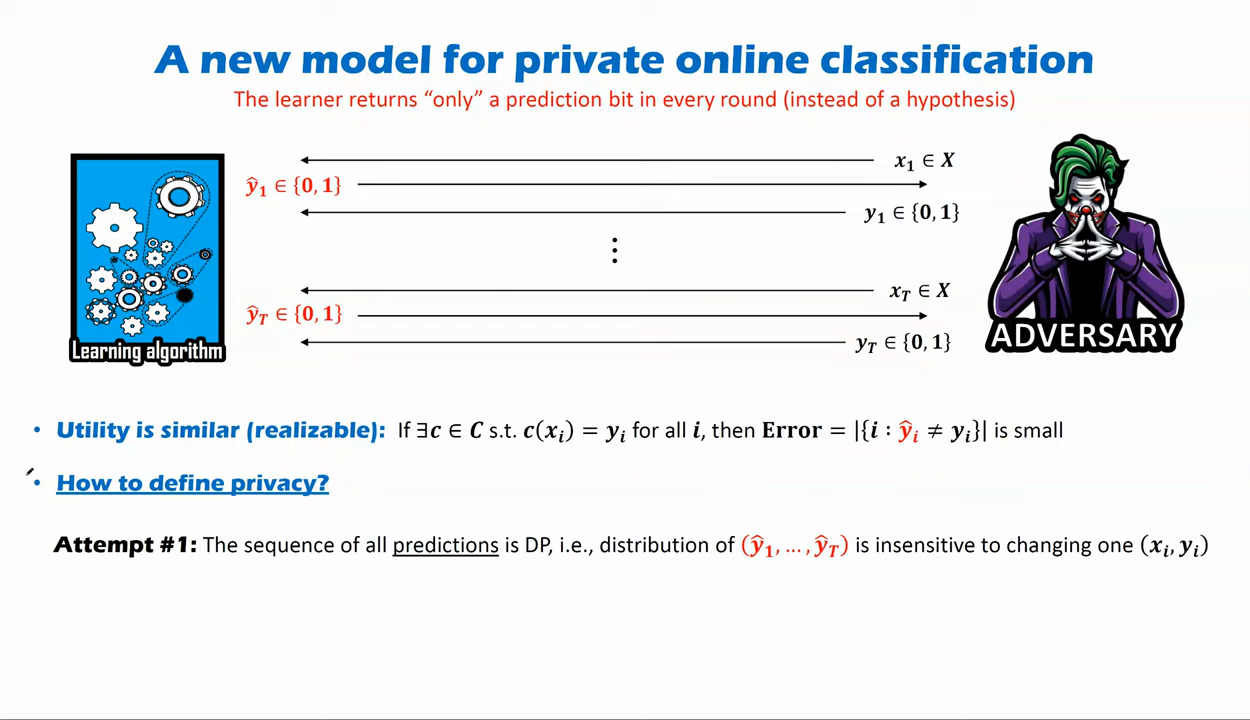 A new model for private online classification
The learner returns “only” a prediction bit in every round (instead of a hypothesis)
x₁ ∈ X
ŷ₁ ∈ {0, 1}
y₁ ∈ {0, 1}
⋮
x_T ∈ X
ŷ_T ∈ {0, 1}
y_T ∈ {0, 1}
Learning algorithm
ADVERSARY
• Utility is similar (realizable): If ∃c ∈ C s.t. c(xᵢ) = yᵢ for all i, then Error = |{i : ŷᵢ ≠ yᵢ}| is small
• How to define privacy?
Attempt #1: The sequence of all predictions is DP, i.e., distribution of (ŷ₁, … , ŷ_T) is insensitive to changing one (xᵢ, yᵢ)